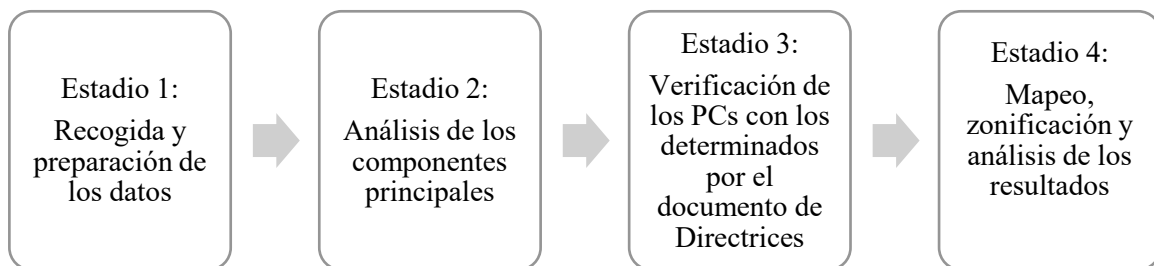 Estadio 1:
Recogida y
preparación de
los datos
Estadio 2:
Análisis de los
componentes
principales
Estadio 3:
Verificación de
los PCs con los
determinados
por el
documento de
Directrices
Estadio 4:
Mapeo,
zonificación y
análisis de los
resultados